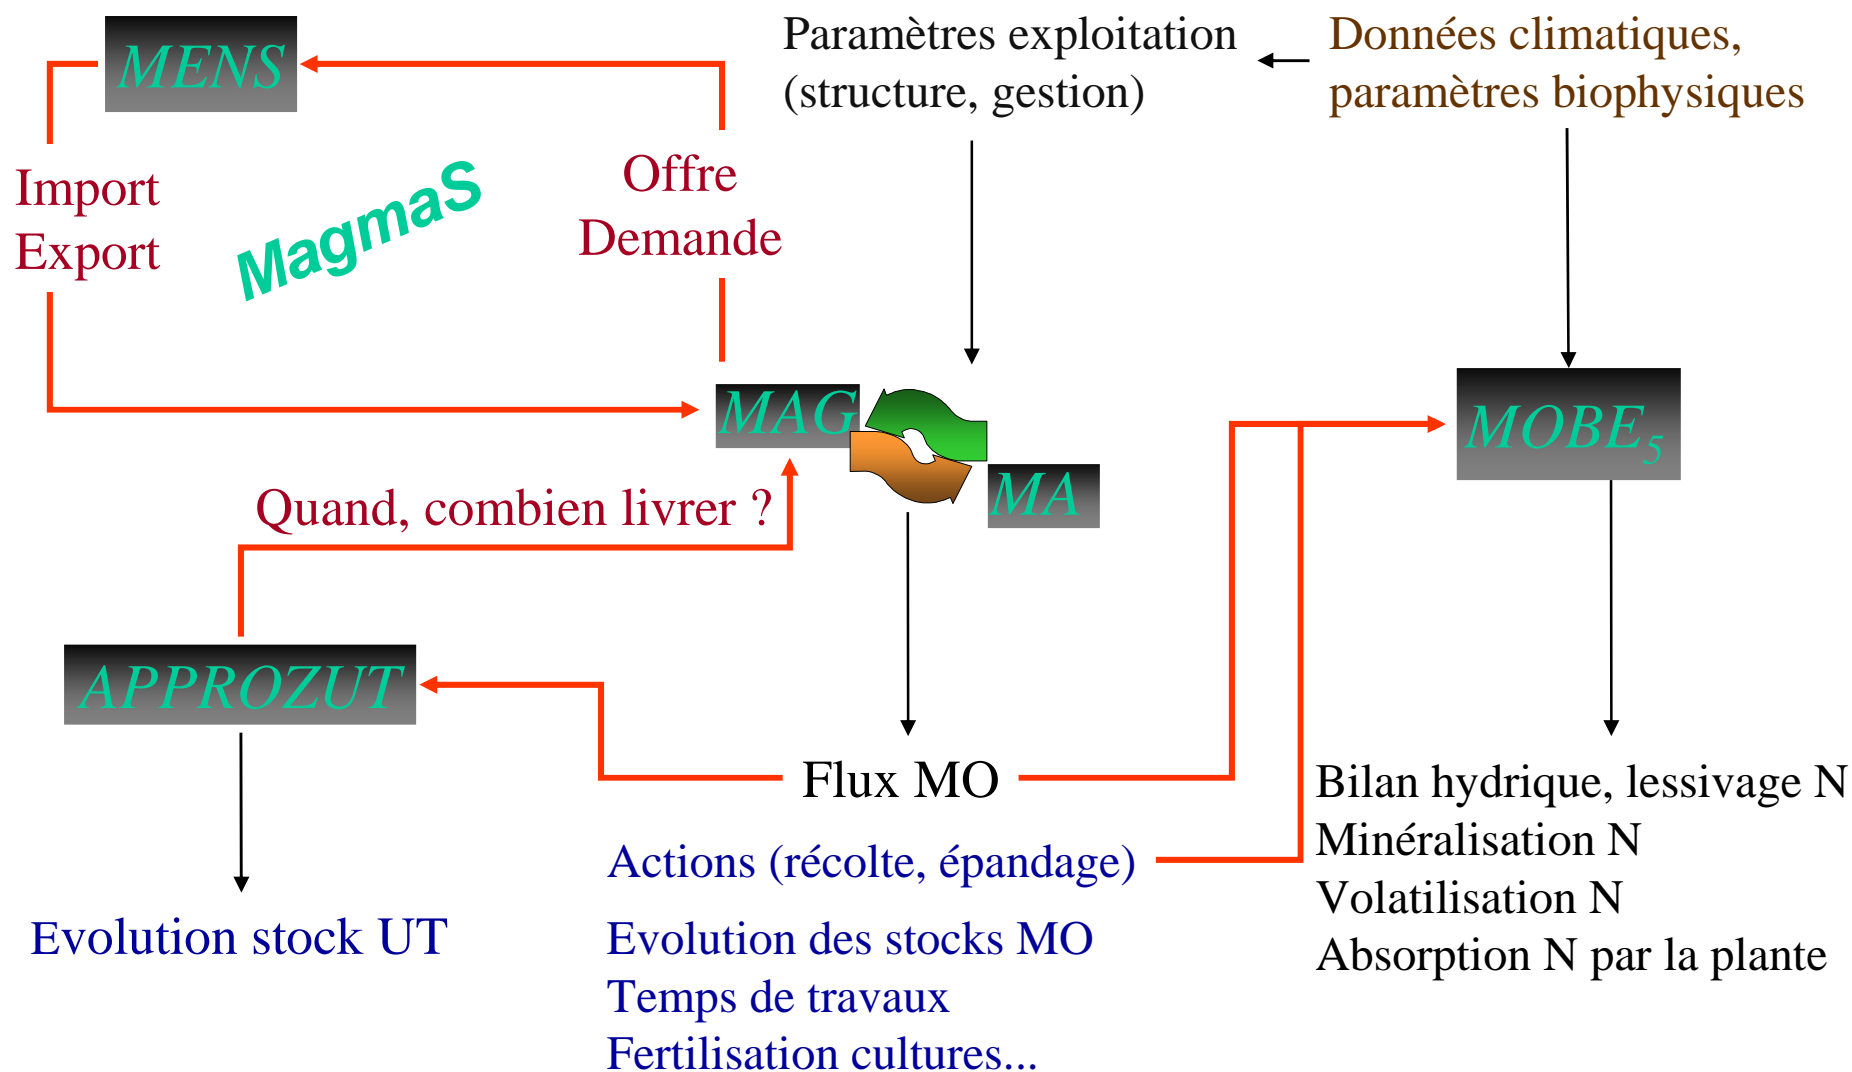 MENS
Paramètres exploitation
(structure, gestion)
Données climatiques,
paramètres biophysiques
Import
Export
MagmaS
Offre
Demande
MAG
MA
MOBE5
Quand, combien livrer ?
APPROZUT
Flux MO
Actions (récolte, épandage)
Evolution des stocks MO
Temps de travaux
Fertilisation cultures...
Evolution stock UT
Bilan hydrique, lessivage N
Minéralisation N
Volatilisation N
Absorption N par la plante